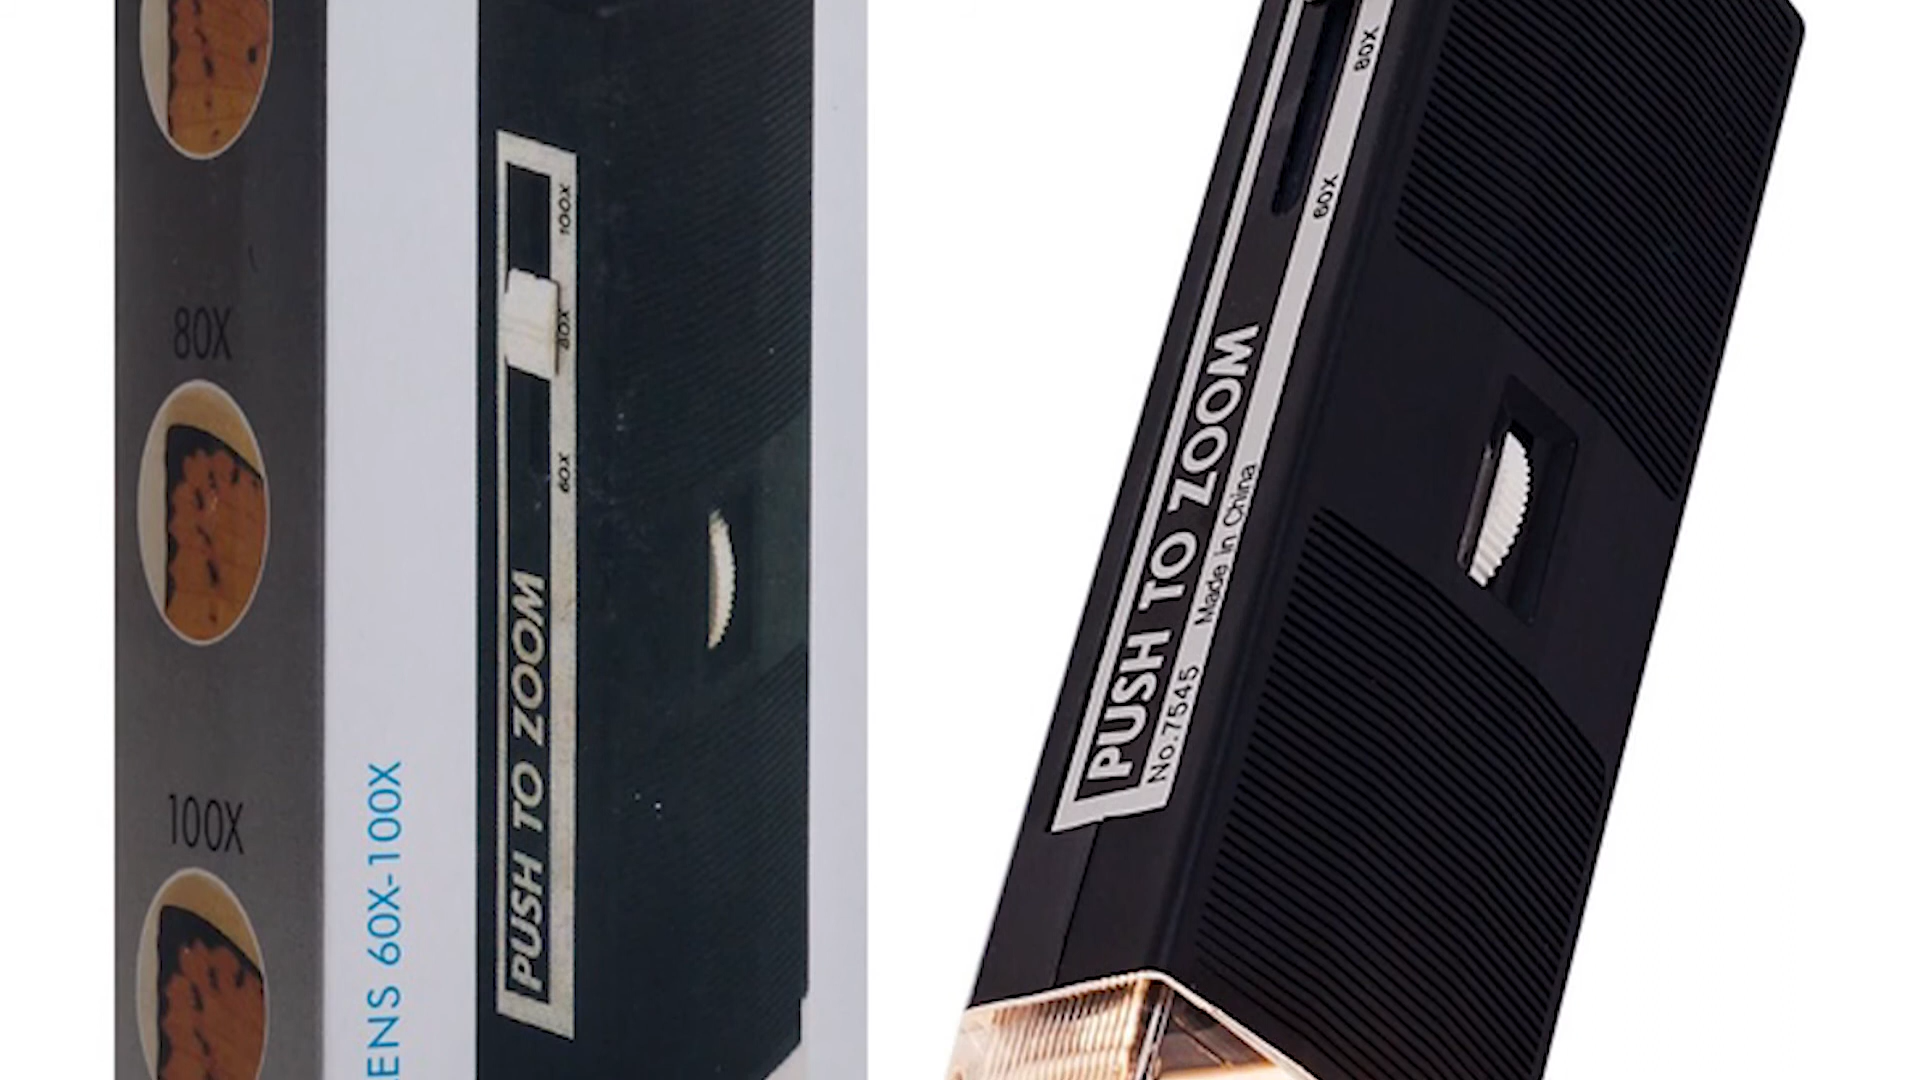 80X
100X
ENS 60X-100X
100X
80X
60X
PUSH TO ZOOM
80X
60X
PUSH TO ZOOM
No.7545 Made in China